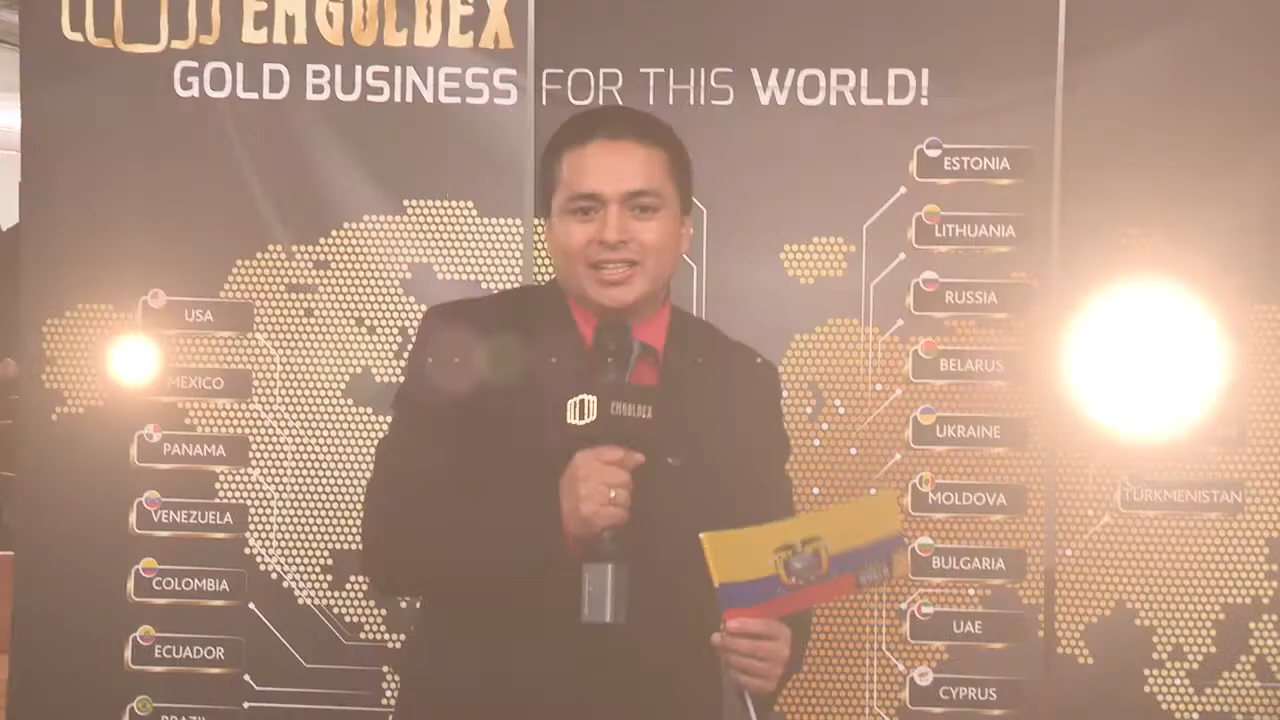 EMGOLDEX
GOLD BUSINESS FOR THIS WORLD!
USA
MEXICO
PANAMA
VENEZUELA
COLOMBIA
ECUADOR
BRAZIL
EMGOLDEX
ESTONIA
LITHUANIA
RUSSIA
BELARUS
UKRAINE
MOLDOVA
BULGARIA
UAE
CYPRUS
TURKMENISTAN